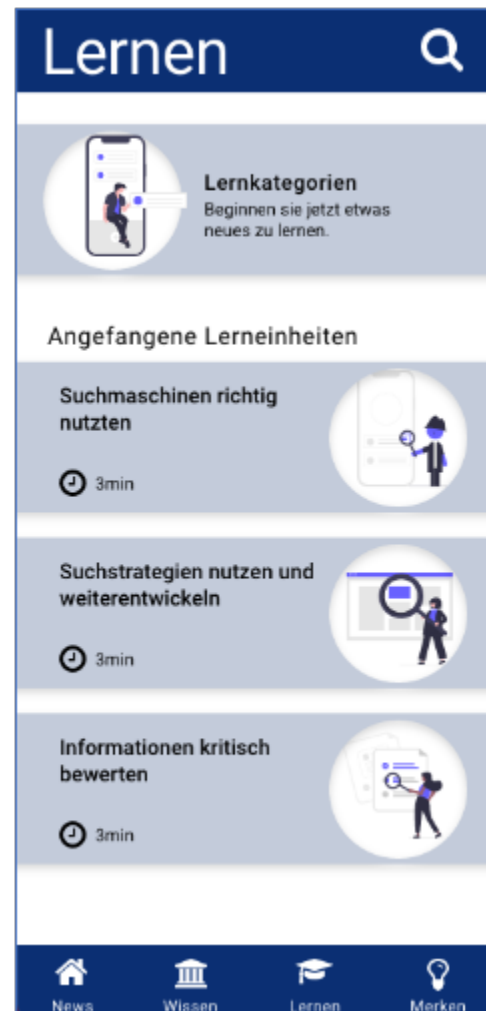 Lernen
Lernkategorien
Beginnen sie jetzt etwas
neues zu lernen.
Angefangene Lerneinheiten
Suchmaschinen richtig
nutzten
3min
Suchstrategien nutzen und
weiterentwickeln
3min
Informationen kritisch
bewerten
3min
News Wissen Lernen Merken